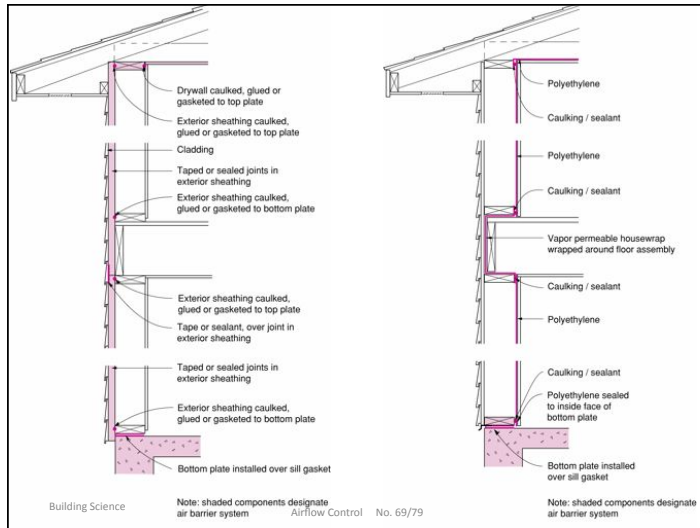 Drywall caulked, glued or
gasketed to top plate
Exterior sheathing caulked,
glued or gasketed to top plate
Cladding
Taped or sealed joints in
exterior sheathing
Exterior sheathing caulked,
glued or gasketed to bottom plate
Exterior sheathing caulked,
glued or gasketed to top plate
Tape or sealant, over joint in
exterior sheathing
Taped or sealed joints in
exterior sheathing
Exterior sheathing caulked,
glued or gasketed to bottom plate
Bottom plate installed over sill gasket
Note: shaded components designate
air barrier system
Polyethylene
Caulking / sealant
Polyethylene
Caulking / sealant
Vapor permeable housewrap
wrapped around floor assembly
Caulking / sealant
Polyethylene
Caulking / sealant
Polyethylene sealed
to inside face of
bottom plate
Bottom plate installed
over sill gasket
Note: shaded components designate
air barrier system
Building Science
Airflow Control No. 69/79